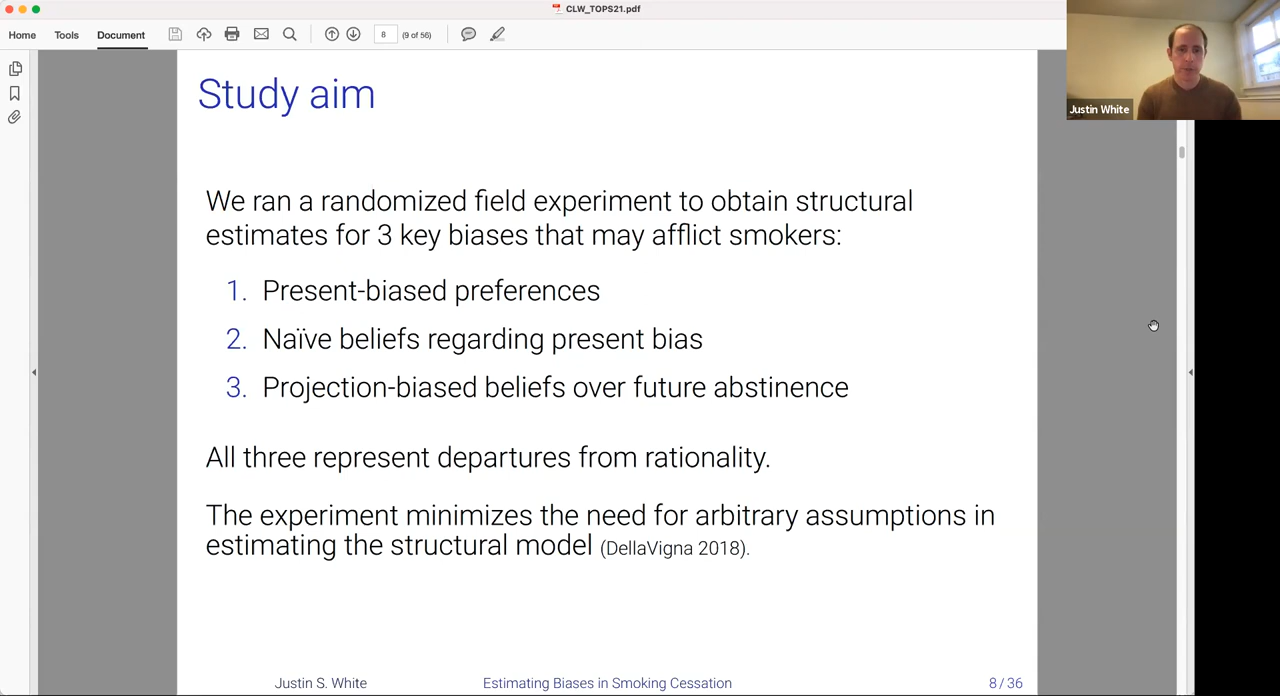 CLW_TOPS21.pdf
Home Tools Document 8 (9 of 56)
Justin White
Study aim
We ran a randomized field experiment to obtain structural
estimates for 3 key biases that may afflict smokers:
1. Present-biased preferences
2. Naïve beliefs regarding present bias
3. Projection-biased beliefs over future abstinence
All three represent departures from rationality.
The experiment minimizes the need for arbitrary assumptions in
estimating the structural model (DellaVigna 2018).
Justin S. White Estimating Biases in Smoking Cessation 8 / 36